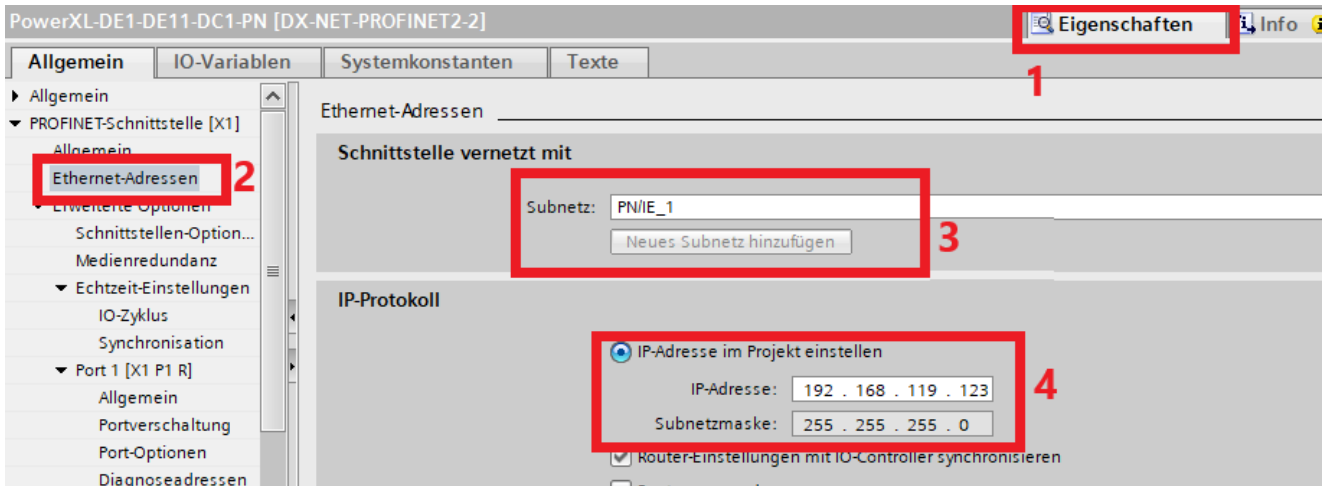 PowerXL-DE1-DE11-DC1-PN [DX-NET-PROFINET2-2]
Eigenschaften
Info
1
Allgemein
IO-Variablen
Systemkonstanten
Texte
Allgemein
PROFINET-Schnittstelle [X1]
Allgemein
Ethernet-Adressen
2
Erweiterte Optionen
Schnittstellen-Option...
Medienredundanz
Echtzeit-Einstellungen
IO-Zyklus
Synchronisation
Port 1 [X1 P1 R]
Allgemein
Portverschaltung
Port-Optionen
Diagnoseadressen
Ethernet-Adressen
Schnittstelle vernetzt mit
Subnetz: PN/IE_1
Neues Subnetz hinzufügen
3
IP-Protokoll
IP-Adresse im Projekt einstellen
IP-Adresse: 192 . 168 . 119 . 123
4
Subnetzmaske: 255 . 255 . 255 . 0
Router-Einstellungen mit IO-Controller synchronisieren